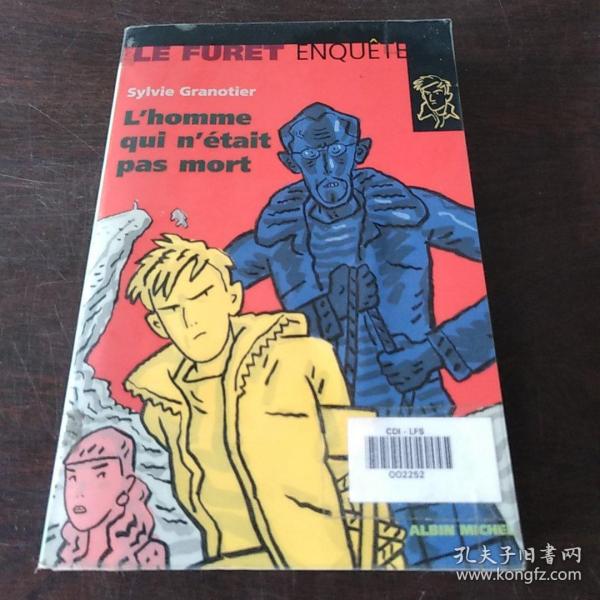 LE FURET ENQUÊTE
Sylvie Granotier
L'homme
qui n'était
pas mort
CDI - LFS
002252
ALBIN MICHEL
孔夫子旧书网
www.kongfz.com